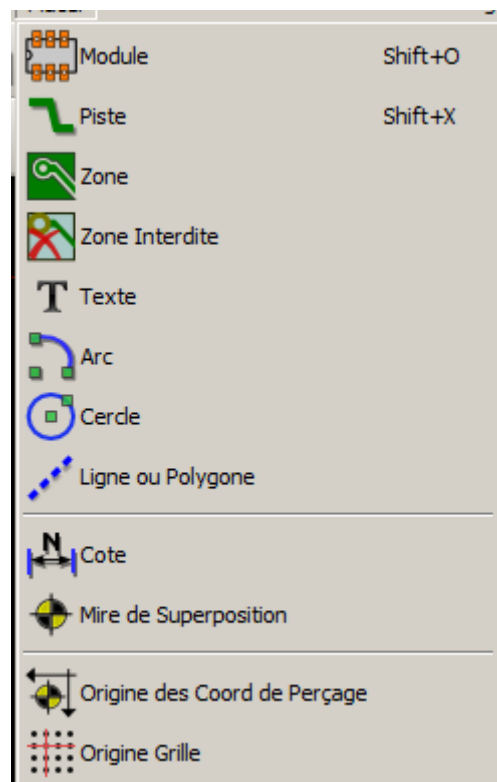 Module Shift+O
Piste Shift+X
Zone
Zone Interdite
T Texte
Arc
Cercle
Ligne ou Polygone
N Cote
Mire de Superposition
Origine des Coord de Perçage
Origine Grille